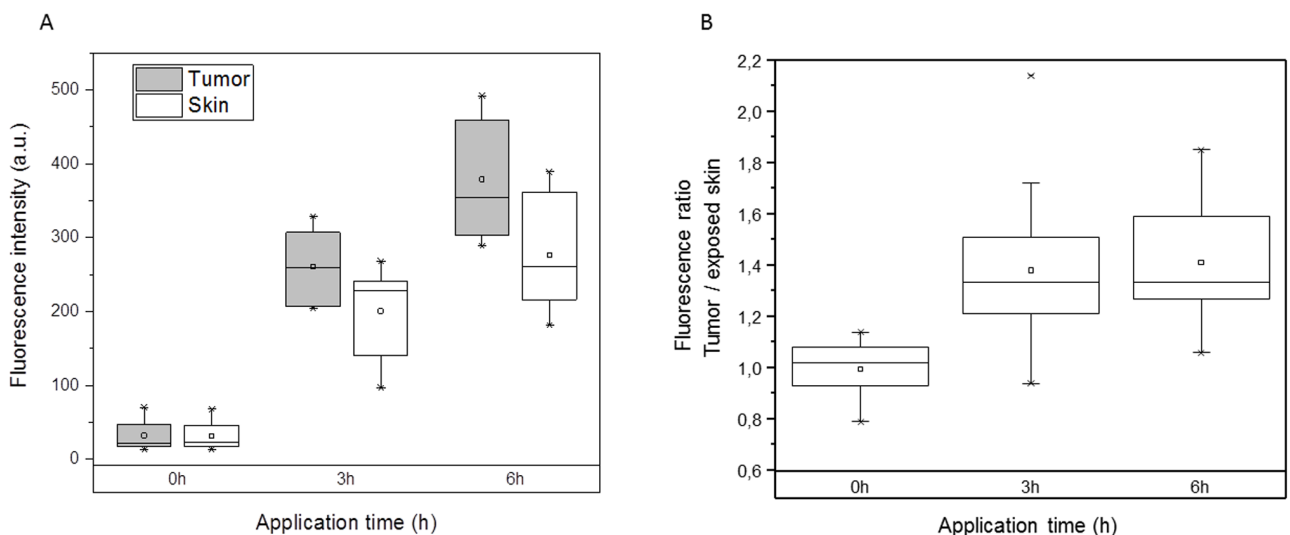 A
Tumor
Skin
Fluorescence intensity (a.u.)
500
400
300
200
100
0
0h 3h 6h
Application time (h)
B
Fluorescence ratio
Tumor / exposed skin
2,2
2,0
1,8
1,6
1,4
1,2
1,0
0,8
0,6
0h 3h 6h
Application time (h)